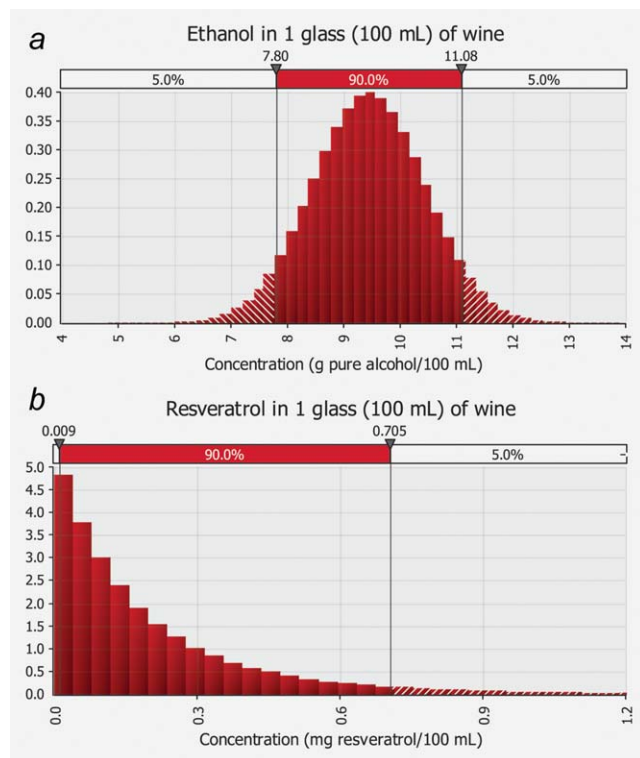 a
Ethanol in 1 glass (100 mL) of wine
7.80 11.08
5.0% 90.0% 5.0%
0.40
0.35
0.30
0.25
0.20
0.15
0.10
0.05
0.00
4 5 6 7 8 9 10 11 12 13 14
Concentration (g pure alcohol/100 mL)
b
Resveratrol in 1 glass (100 mL) of wine
0.009 0.705
90.0% 5.0%
5.0
4.5
4.0
3.5
3.0
2.5
2.0
1.5
1.0
0.5
0.0
0.0 0.3 0.6 0.9 1.2
Concentration (mg resveratrol/100 mL)